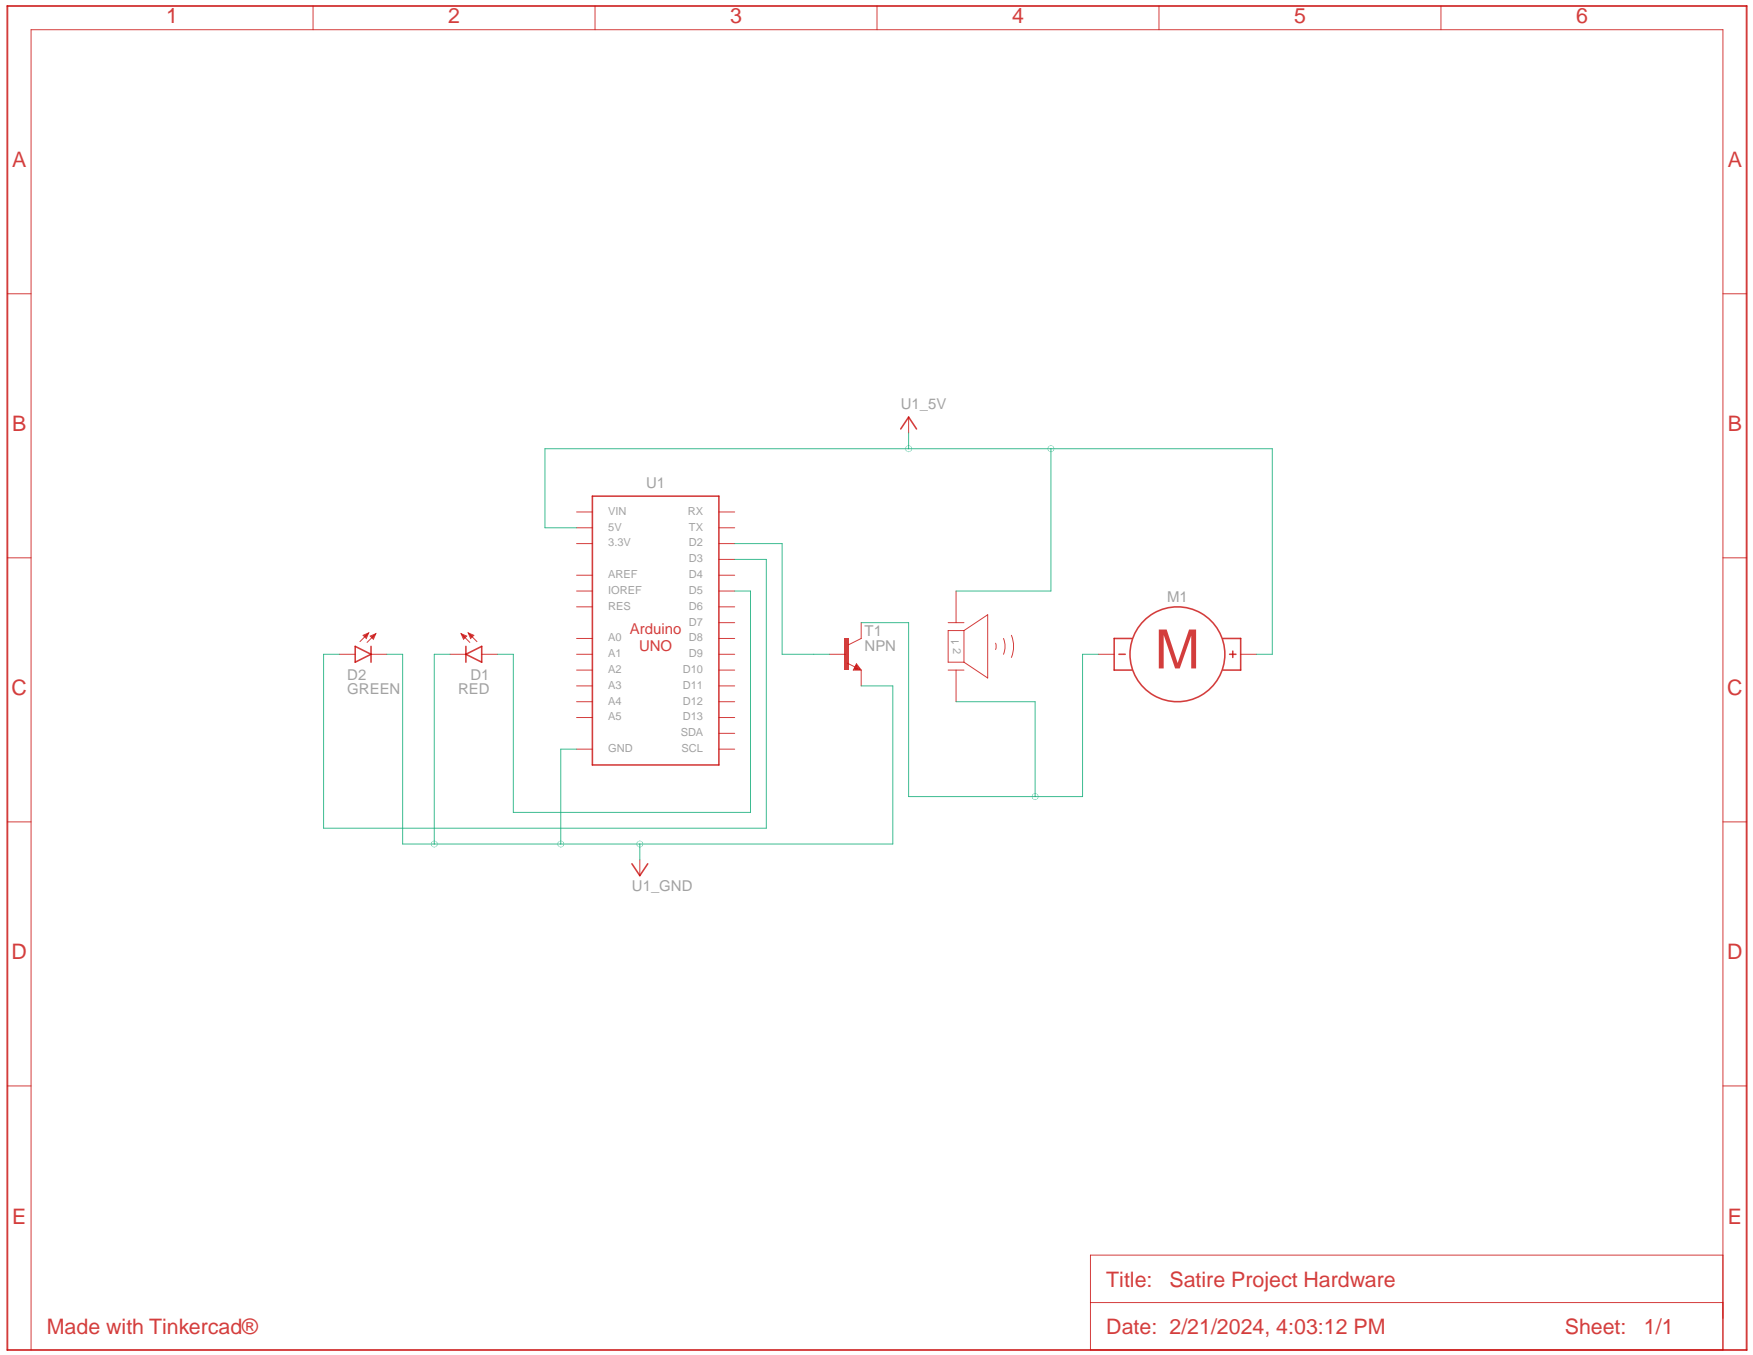 1 2 3 4 5 6
A A
B B
C C
D D
E E
U1_5V
U1
VIN RX
5V TX
3.3V D2
D3
AREF D4
IOREF D5
RES D6
D7
A0 D8
A1 D9
A2 D10
A3 D11
A4 D12
A5 D13
SDA
GND SCL
Arduino
UNO
D2
GREEN
D1
RED
T1
NPN
1 2
M1
M
- +
U1_GND
Title: Satire Project Hardware
Date: 2/21/2024, 4:03:12 PM Sheet: 1/1
Made with Tinkercad®